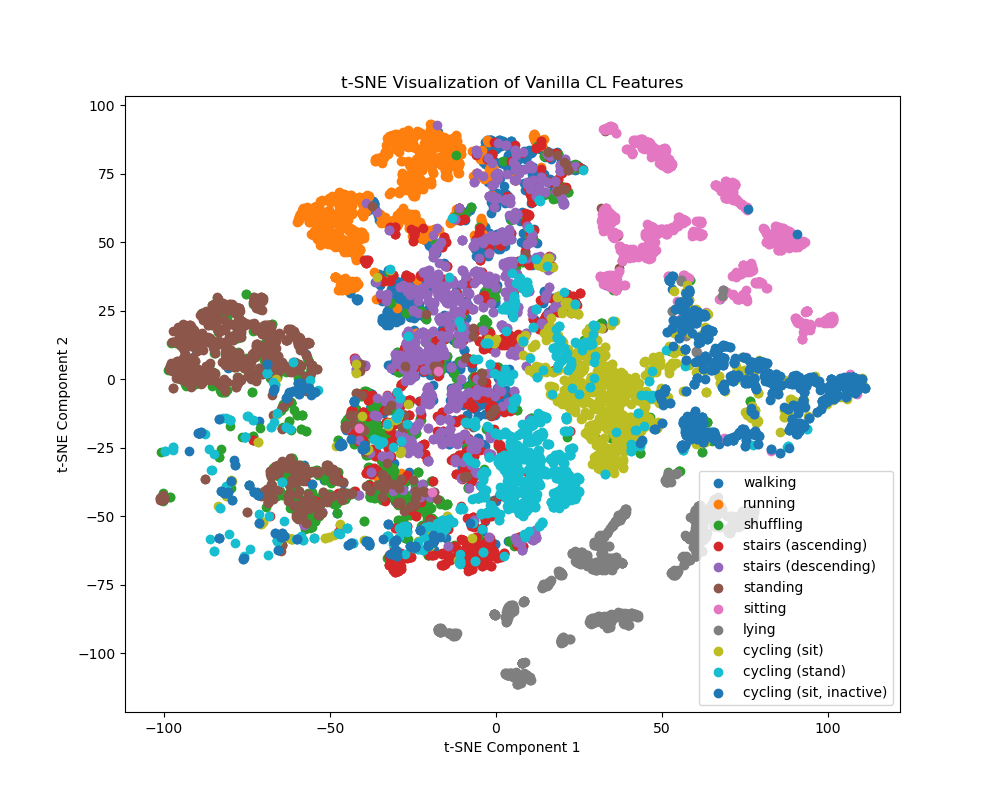 t-SNE Visualization of Vanilla CL Features
100
75
50
25
0
−25
−50
−75
−100
t-SNE Component 2
walking
running
shuffling
stairs (ascending)
stairs (descending)
standing
sitting
lying
cycling (sit)
cycling (stand)
cycling (sit, inactive)
−100 −50 0 50 100
t-SNE Component 1